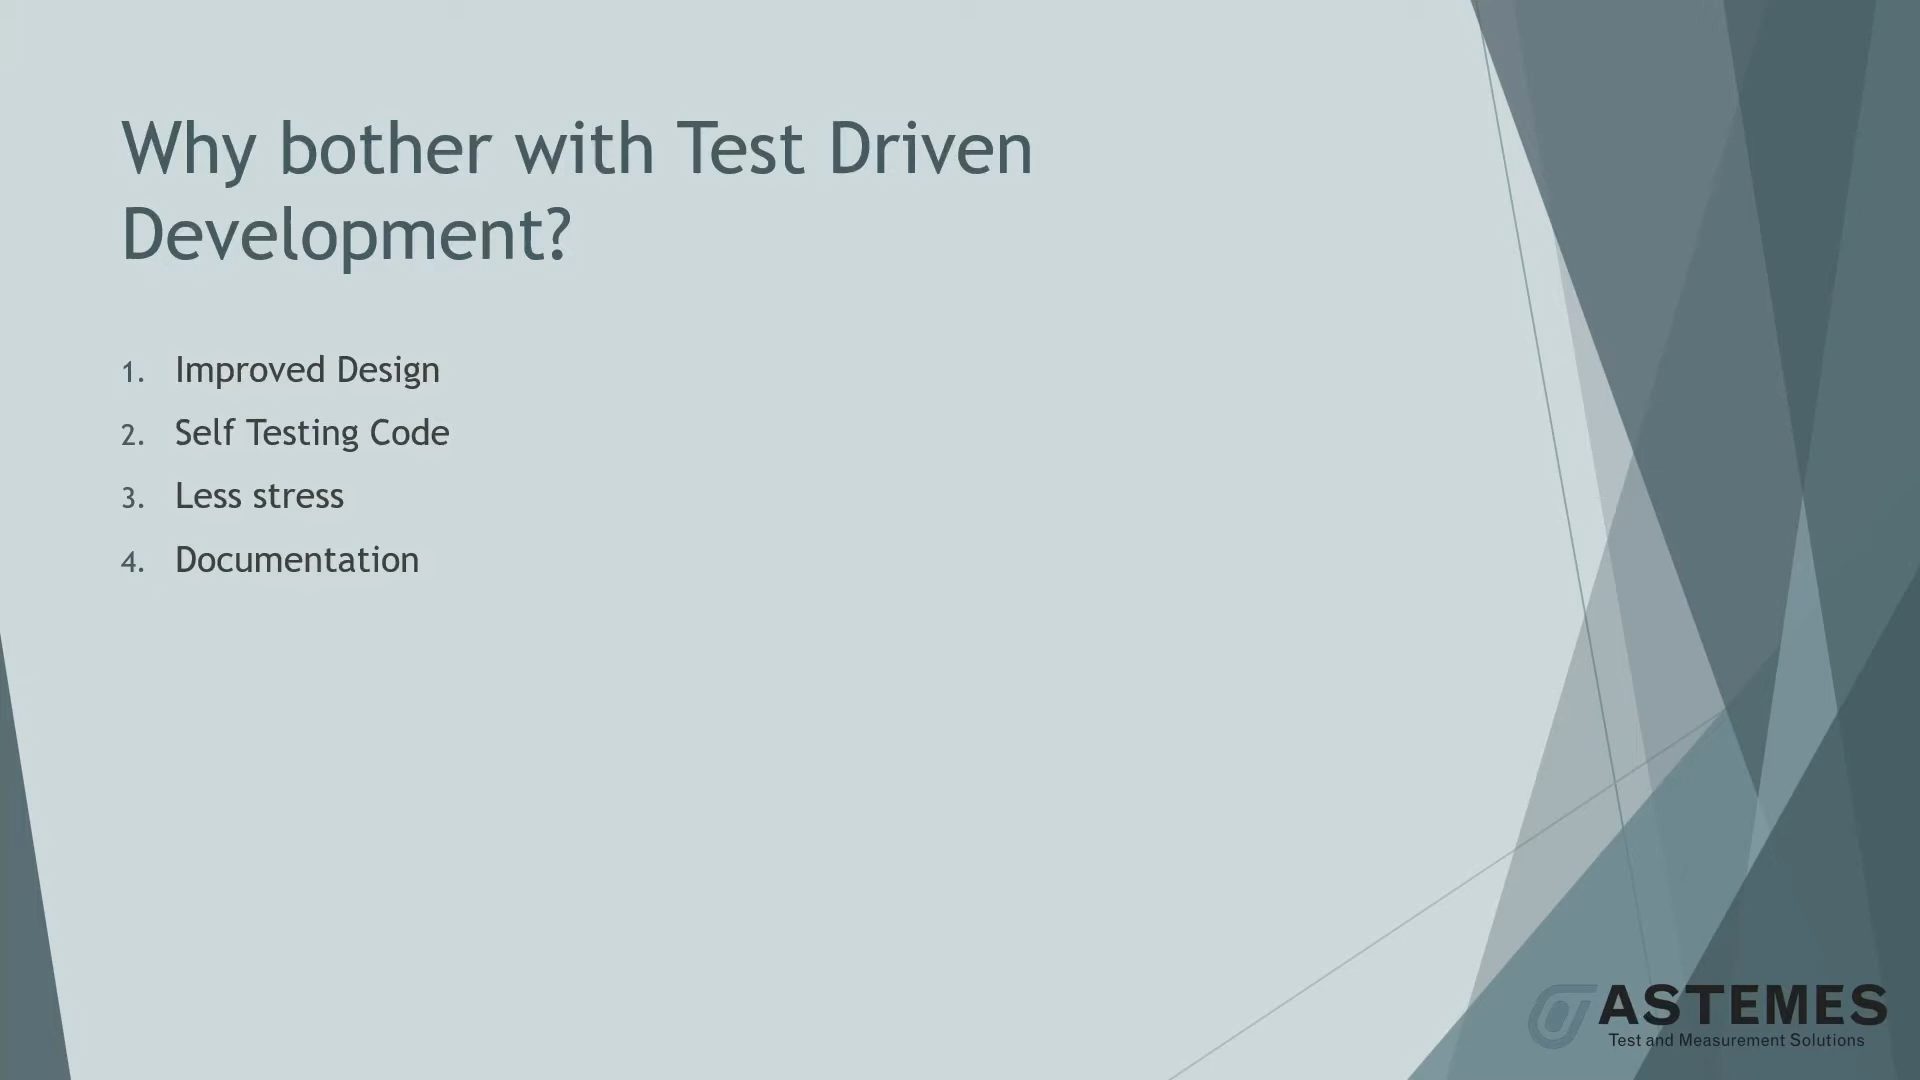 Why bother with Test Driven
Development?
1. Improved Design
2. Self Testing Code
3. Less stress
4. Documentation
ASTEMES
Test and Measurement Solutions